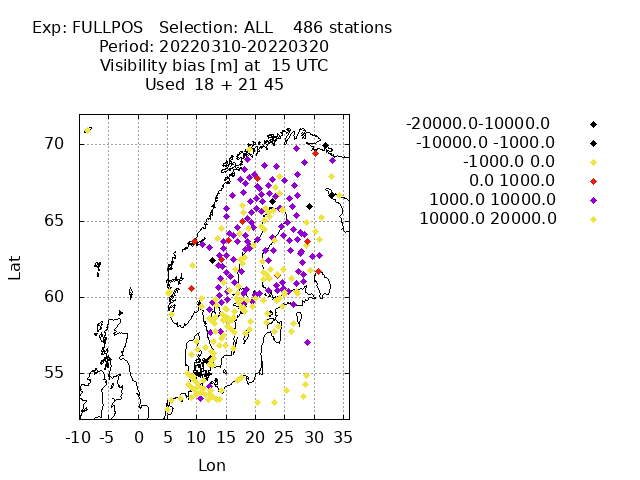 Exp: FULLPOS   Selection: ALL    486 stations
Period: 20220310-20220320
Visibility bias [m] at  15 UTC
Used  18 + 21 45
-20000.0-10000.0
-10000.0 -1000.0
-1000.0 0.0
0.0 1000.0
1000.0 10000.0
10000.0 20000.0
70
65
60
55
Lat
-10 -5 0 5 10 15 20 25 30 35
Lon